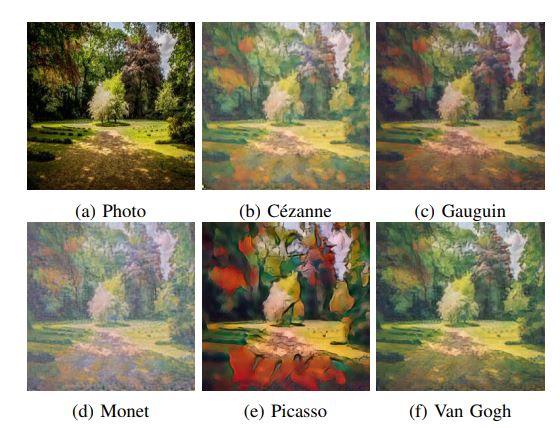 (a) Photo
(b) Cézanne
(c) Gauguin
(d) Monet
(e) Picasso
(f) Van Gogh